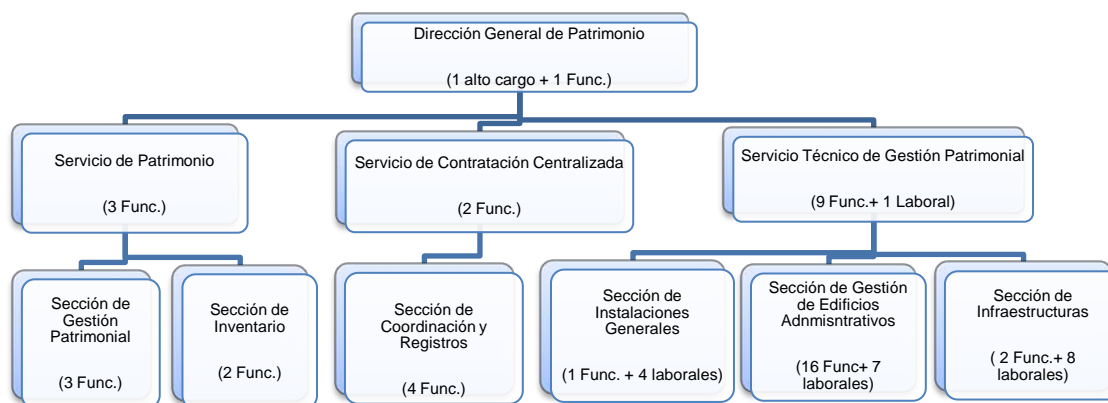 Dirección General de Patrimonio
(1 alto cargo + 1 Func.)
Servicio de Patrimonio
(3 Func.)
Servicio de Contratación Centralizada
(2 Func.)
Servicio Técnico de Gestión Patrimonial
(9 Func.+ 1 Laboral)
Sección de
Gestión
Patrimonial
(3 Func.)
Sección de
Inventario
(2 Func.)
Sección de
Coordinación y
Registros
(4 Func.)
Sección de
Instalaciones
Generales
(1 Func. + 4 laborales)
Sección de Gestión
de Edificios
Adnmisntrativos
(16 Func+ 7
laborales)
Sección de
Infraestructuras
( 2 Func.+ 8
laborales)